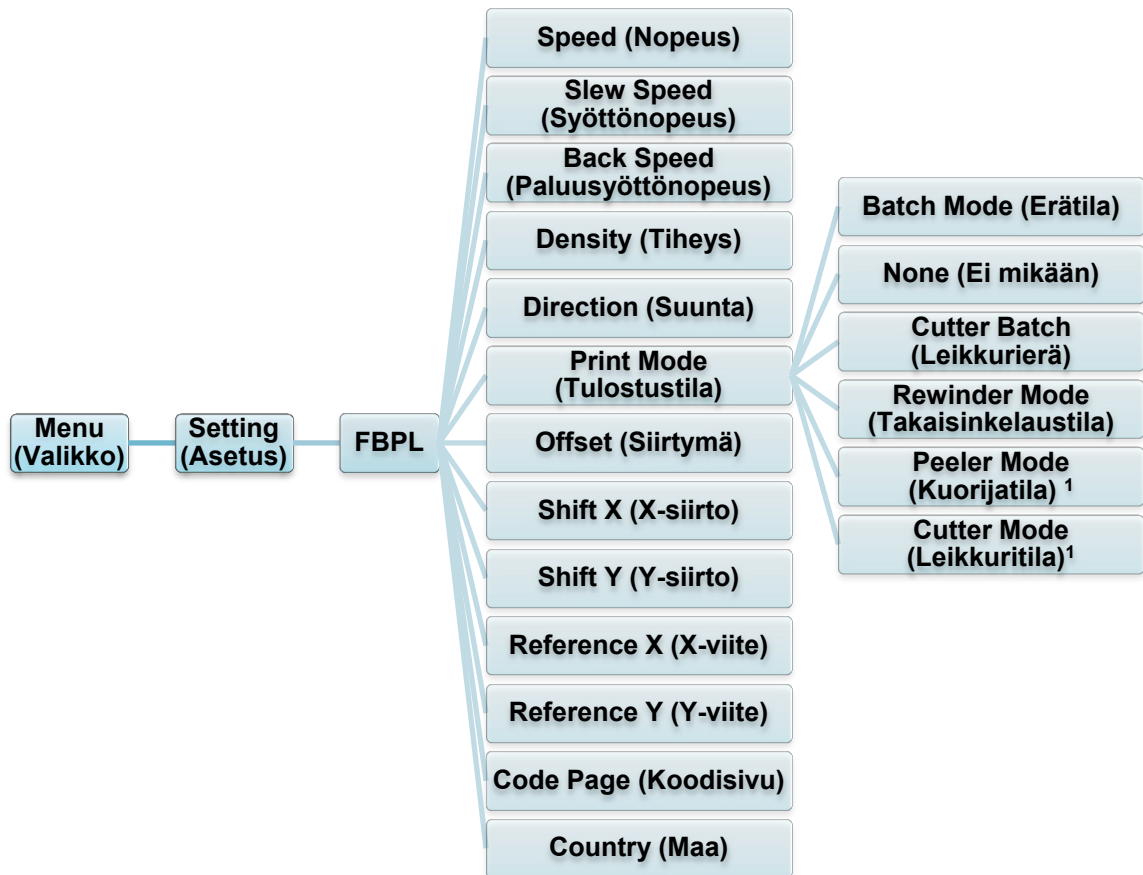 Menu
(Valikko)
Setting
(Asetus)
FBPL
Speed (Nopeus)
Slew Speed
(Syöttönopeus)
Back Speed
(Paluusyöttönopeus)
Density (Tiheys)
Direction (Suunta)
Print Mode
(Tulostustila)
Offset (Siirtymä)
Shift X (X-siirto)
Shift Y (Y-siirto)
Reference X (X-viite)
Reference Y (Y-viite)
Code Page (Koodisivu)
Country (Maa)
Batch Mode (Erätila)
None (Ei mikään)
Cutter Batch
(Leikkurierä)
Rewinder Mode
(Takaisinkelaustila)
Peeler Mode
(Kuorijatila) ¹
Cutter Mode
(Leikkuritila)¹